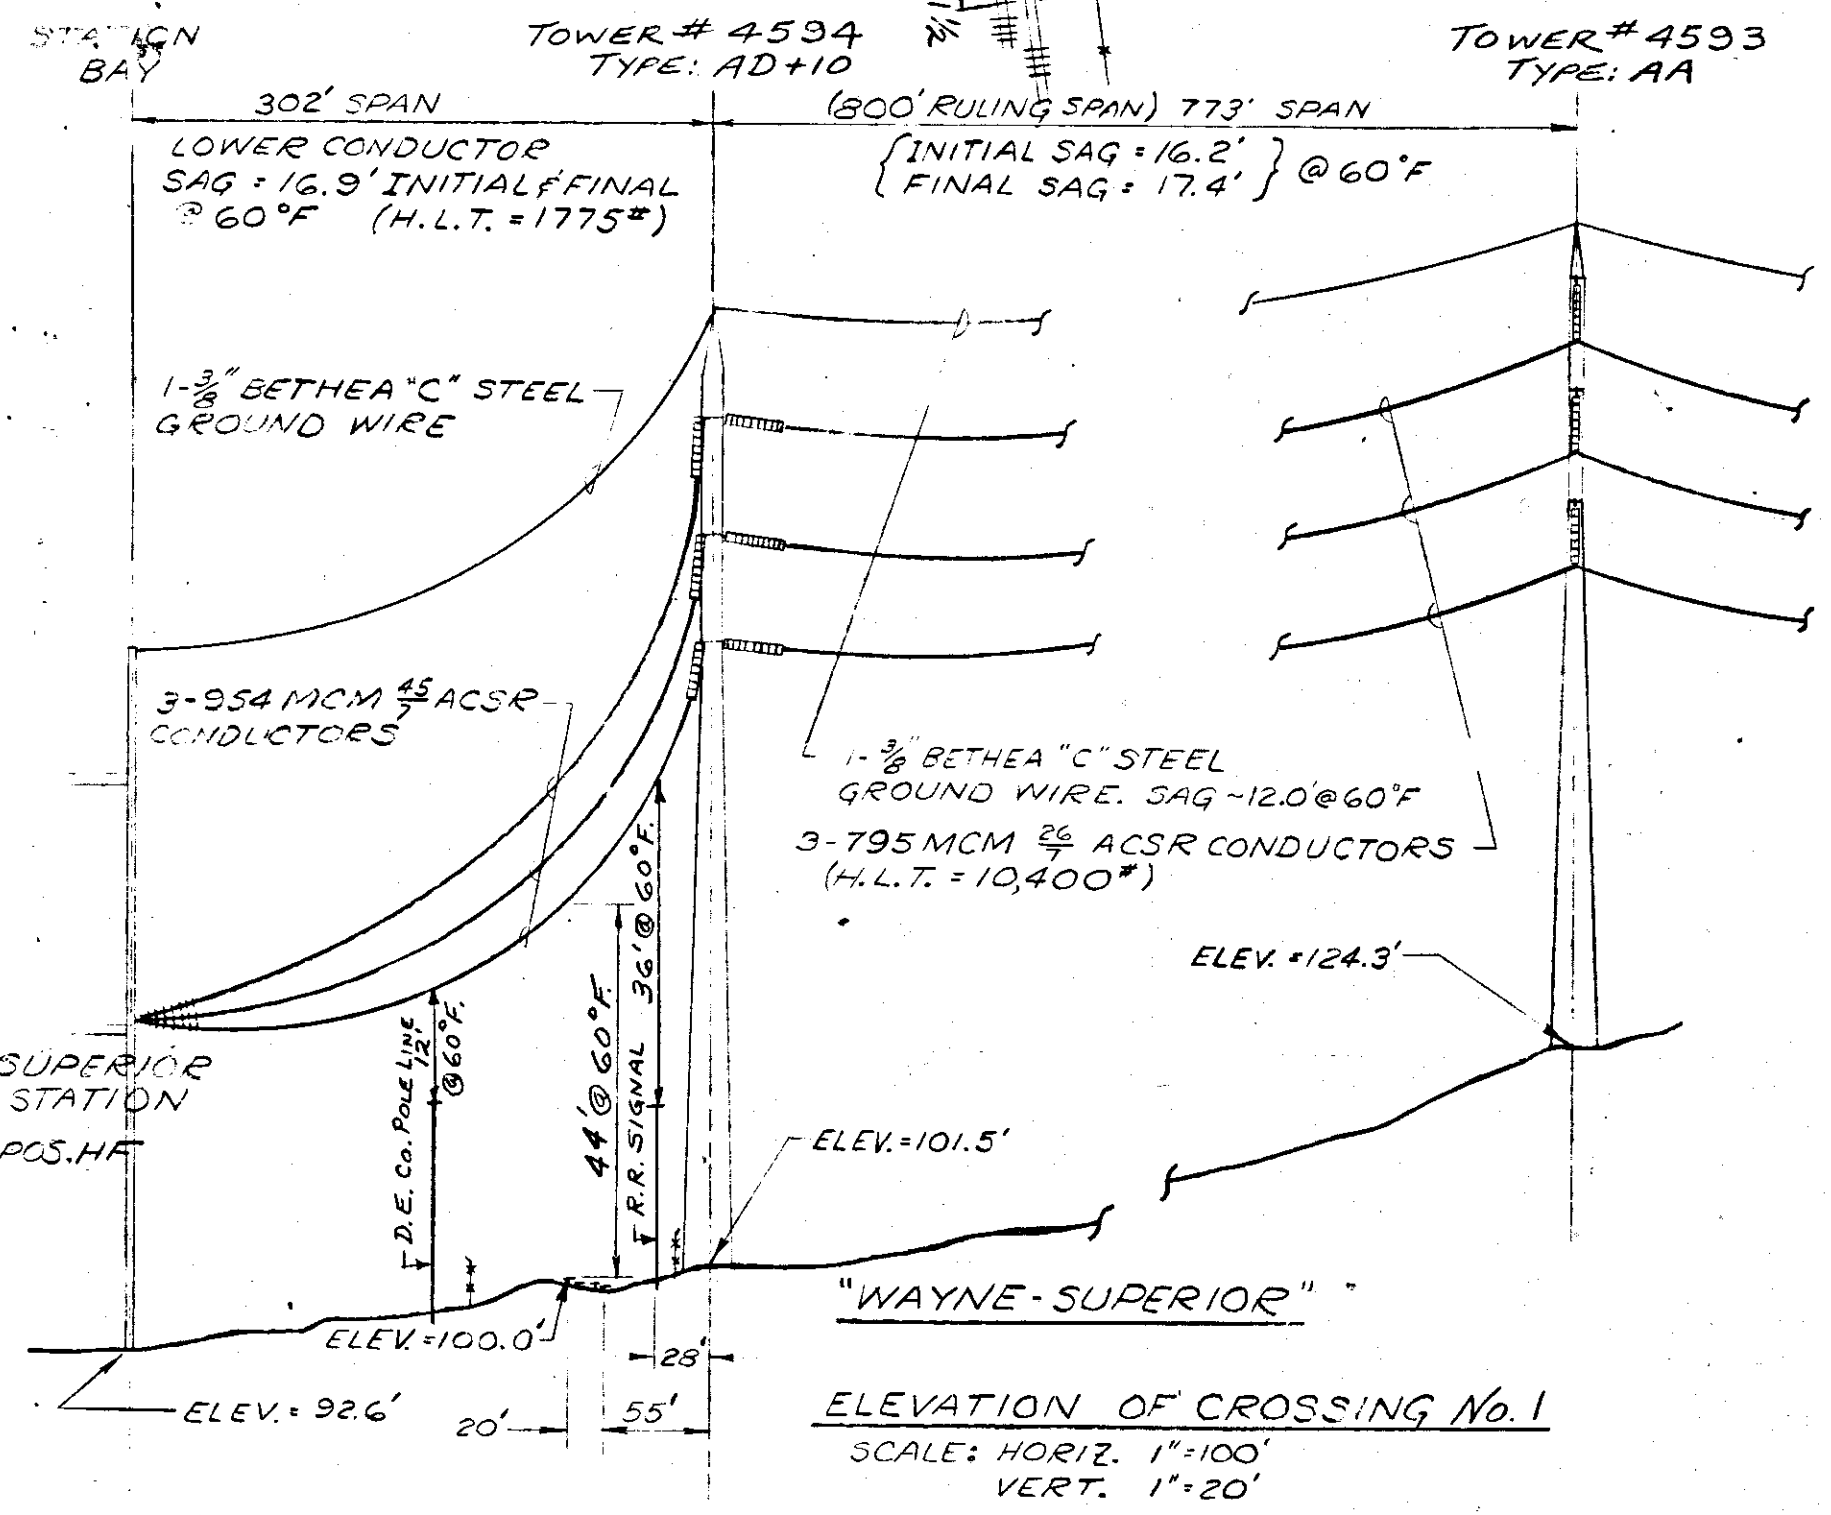 STATION
BAY
TOWER # 4594
TYPE: AD+10
1 1/2
TOWER # 4593
TYPE: AA
302' SPAN
(800' RULING SPAN) 773' SPAN
LOWER CONDUCTOR
SAG = 16.9' INITIAL & FINAL
@ 60°F (H.L.T. = 1775#)
{INITIAL SAG = 16.2'
FINAL SAG = 17.4'} @ 60°F
1-3/8" BETHEA "C" STEEL
GROUND WIRE
3-954 MCM 45/7 ACSR
CONDUCTORS
1-3/8" BETHEA "C" STEEL
GROUND WIRE. SAG ~12.0' @ 60°F
3-795 MCM 26/7 ACSR CONDUCTORS
(H.L.T. = 10,400#)
ELEV. = 124.3'
SUPERIOR
STATION
POS. HF
D.E. Co. POLE LINE
12'
@ 60°F.
44' @ 60°F.
R.R. SIGNAL 36' @ 60°F.
ELEV. = 101.5'
"WAYNE - SUPERIOR"
ELEV. = 100.0'
28'
ELEV. = 92.6'
20'
55'
ELEVATION OF CROSSING No. 1
SCALE: HORIZ. 1" = 100'
VERT. 1" = 20'